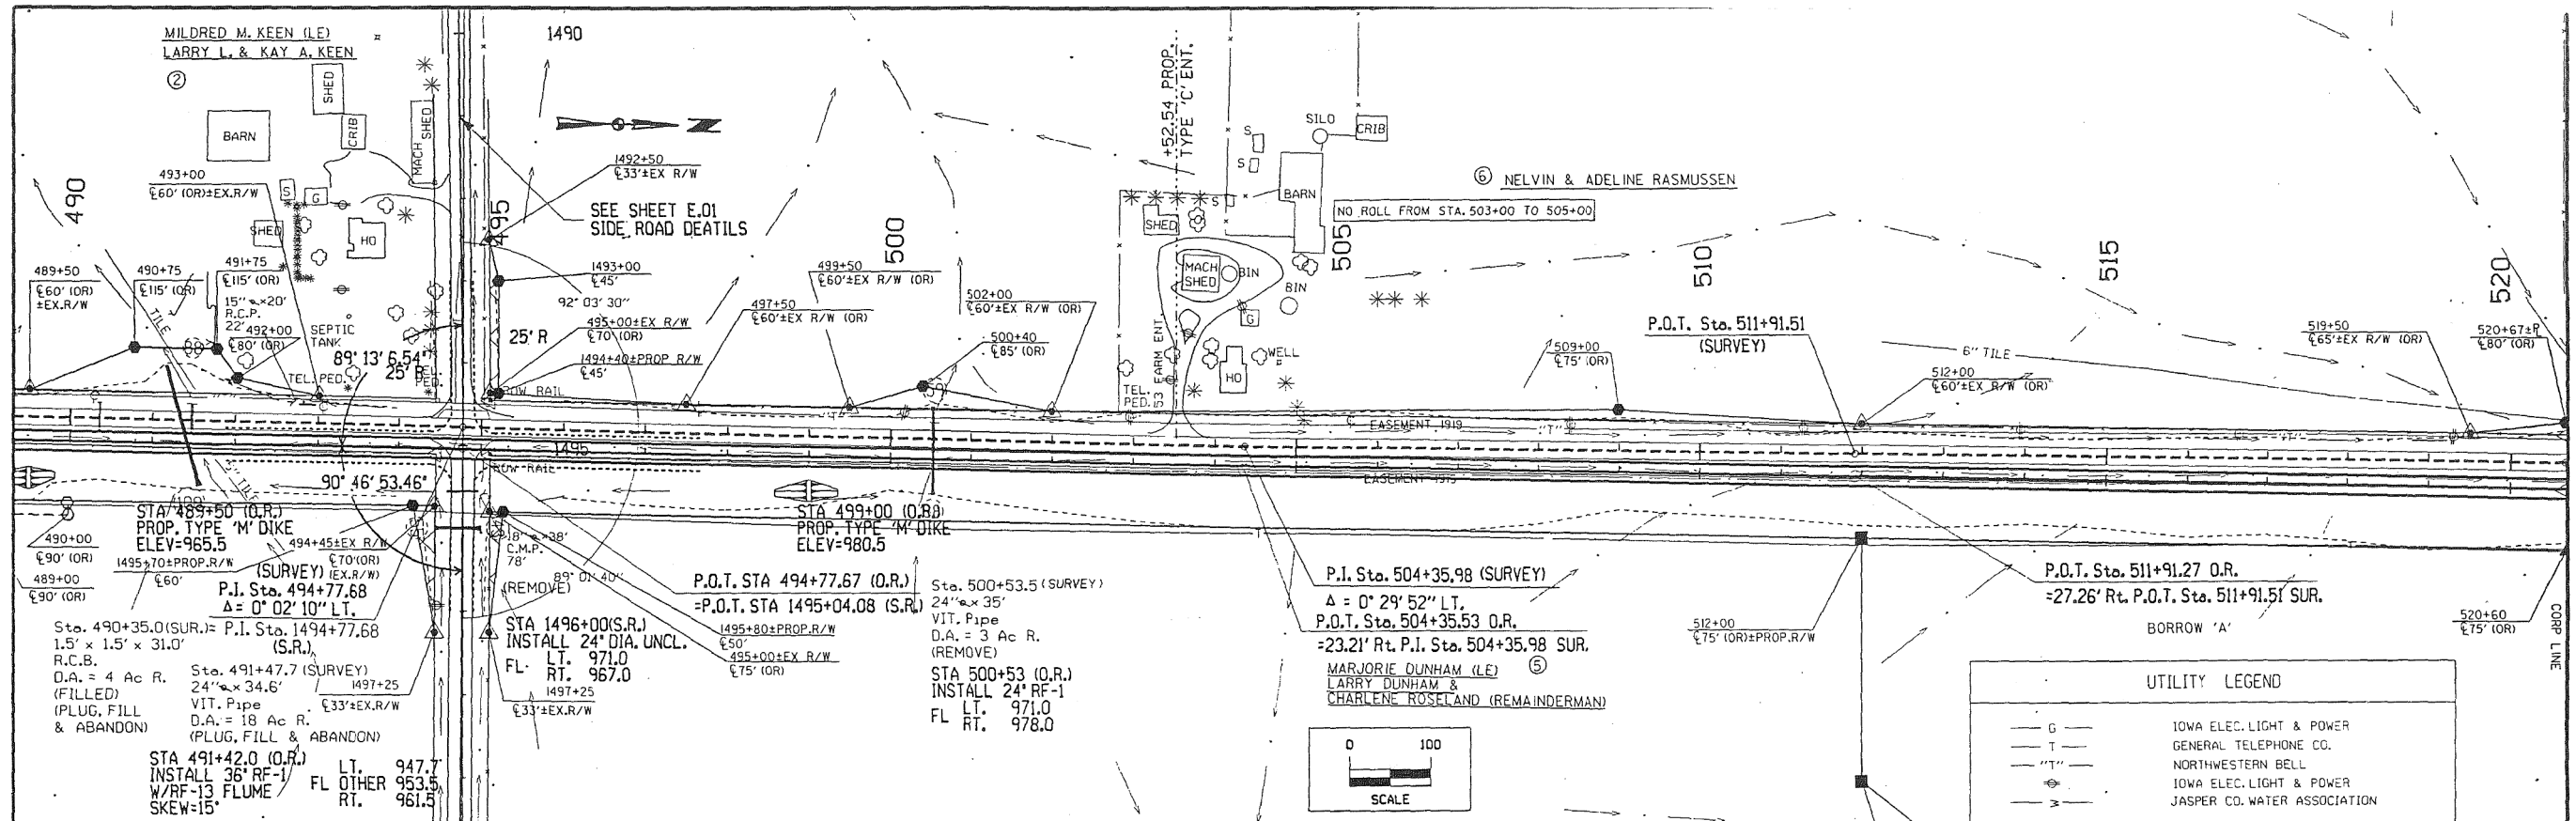 MILDRED M. KEEN (LE)
LARRY L. & KAY A. KEEN
2
1490
SHED
BARN
CRIB
MACH SHED
493+00
℄60' (OR)±EX.R/W
490
S
G
SHED
HO
489+50
℄60' (OR)
±EX.R/W
490+75
℄115' (OR)
491+75
℄115' (OR)
15" x 20'
R.C.P.
22'
492+00
℄80' (OR)
TILE
SEPTIC
TANK
TEL. PED.
89° 13' 6.54"
25' R
TEL.
PED.
N
1492+50
℄33'±EX R/W
495
SEE SHEET E.01
SIDE ROAD DEATILS
1493+00
℄45'
92° 03' 30"
25' R
495+00±EX R/W
℄70' (OR)
1494+40±PROP R/W
℄45'
ROW RAIL
497+50
℄60'±EX R/W (OR)
499+50
℄60'±EX R/W (OR)
500
502+00
℄60'±EX R/W (OR)
500+40
℄85' (OR)
+52.54 PROP.
TYPE 'C' ENT.
S
S
SILO
CRIB
BARN
S
SHED
MACH
SHED
BIN
BIN
G
WELL
HO
TEL.
PED.
53 FARM ENT.
6 NELVIN & ADELINE RASMUSSEN
NO ROLL FROM STA. 503+00 TO 505+00
505
510
515
520
P.O.T. Sta. 511+91.51
(SURVEY)
509+00
℄75' (OR)
512+00
℄60'±EX R/W (OR)
6" TILE
519+50
℄65'±EX R/W (OR)
520+67±℄
℄80' (OR)
EASEMENT 1919
"T"
"T"
1495
ROW RAIL
EASEMENT 1919
TILE
90° 46' 53.46"
STA 489+50 (O.R.)
PROP. TYPE 'M' DIKE
ELEV=965.5
490+00
℄90' (OR)
489+00
℄90' (OR)
494+45±EX R/W
℄70'(OR)
(EX.R/W)
1495+70±PROP.R/W
℄60'
(SURVEY)
P.I. Sta. 494+77.68
Δ = 0° 02' 10" LT.
= P.I. Sta. 1494+77.68
(S.R.)
Sta. 490+35.0(SUR.)
1.5' x 1.5' x 31.0'
R.C.B.
D.A. = 4 Ac R.
(FILLED)
(PLUG, FILL
& ABANDON)
Sta. 491+47.7 (SURVEY)
24" x 34.6'
VIT. Pipe
D.A. = 18 Ac R.
(PLUG, FILL & ABANDON)
1497+25
℄33'±EX.R/W
STA 491+42.0 (O.R.)
INSTALL 36" RF-1
W/RF-13 FLUME
SKEW=15°
LT. 947.7
FL OTHER 953.5
RT. 961.5
18" x 38'
C.M.P.
78'
(REMOVE)
89° 01' 40"
STA 1496+00(S.R.)
INSTALL 24" DIA. UNCL.
FL. LT. 971.0
RT. 967.0
1497+25
℄33'±EX.R/W
P.O.T. STA 494+77.67 (O.R.)
=P.O.T. STA 1495+04.08 (S.R.)
1495+80±PROP.R/W
℄50'
495+00±EX R/W
℄75' (OR)
PROP. TYPE 'M' DIKE
ELEV=980.5
Sta. 500+53.5 (SURVEY)
24" x 35'
VIT. Pipe
D.A. = 3 Ac R.
(REMOVE)
STA 500+53 (O.R.)
INSTALL 24" RF-1
FL LT. 971.0
RT. 978.0
P.I. Sta. 504+35.98 (SURVEY)
Δ = 0° 29' 52" LT.
P.O.T. Sta. 504+35.53 O.R.
=23.21' Rt. P.I. Sta. 504+35.98 SUR.
MARJORIE DUNHAM (LE) 5
LARRY DUNHAM &
CHARLENE ROSELAND (REMAINDERMAN)
0 100
SCALE
512+00
℄75' (OR)±PROP.R/W
P.O.T. Sta. 511+91.27 O.R.
=27.26' Rt. P.O.T. Sta. 511+91.51 SUR.
BORROW 'A'
520+60
℄75' (OR)
CORP LINE
UTILITY LEGEND
G IOWA ELEC. LIGHT & POWER
T GENERAL TELEPHONE CO.
"T" NORTHWESTERN BELL
IOWA ELEC. LIGHT & POWER
JASPER CO. WATER ASSOCIATION